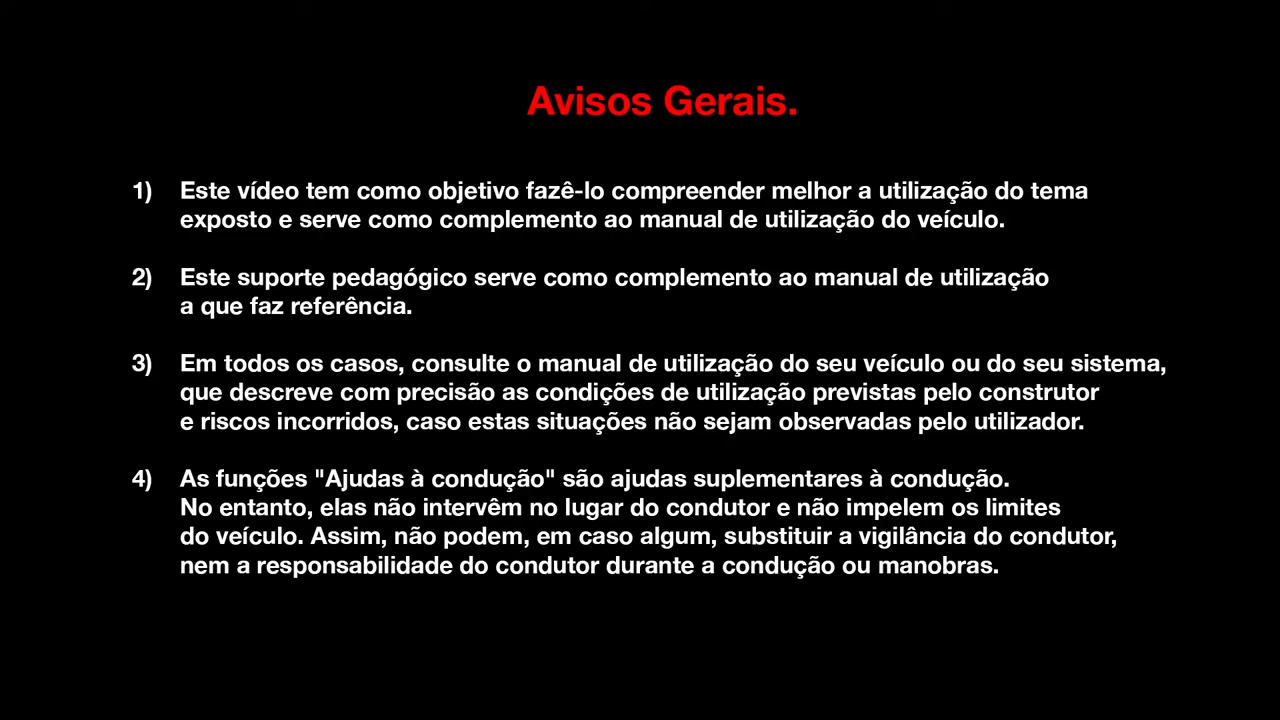 Avisos Gerais.
1) Este vídeo tem como objetivo fazê-lo compreender melhor a utilização do tema
exposto e serve como complemento ao manual de utilização do veículo.
2) Este suporte pedagógico serve como complemento ao manual de utilização
a que faz referência.
3) Em todos os casos, consulte o manual de utilização do seu veículo ou do seu sistema,
que descreve com precisão as condições de utilização previstas pelo construtor
e riscos incorridos, caso estas situações não sejam observadas pelo utilizador.
4) As funções "Ajudas à condução" são ajudas suplementares à condução.
No entanto, elas não intervêm no lugar do condutor e não impelem os limites
do veículo. Assim, não podem, em caso algum, substituir a vigilância do condutor,
nem a responsabilidade do condutor durante a condução ou manobras.